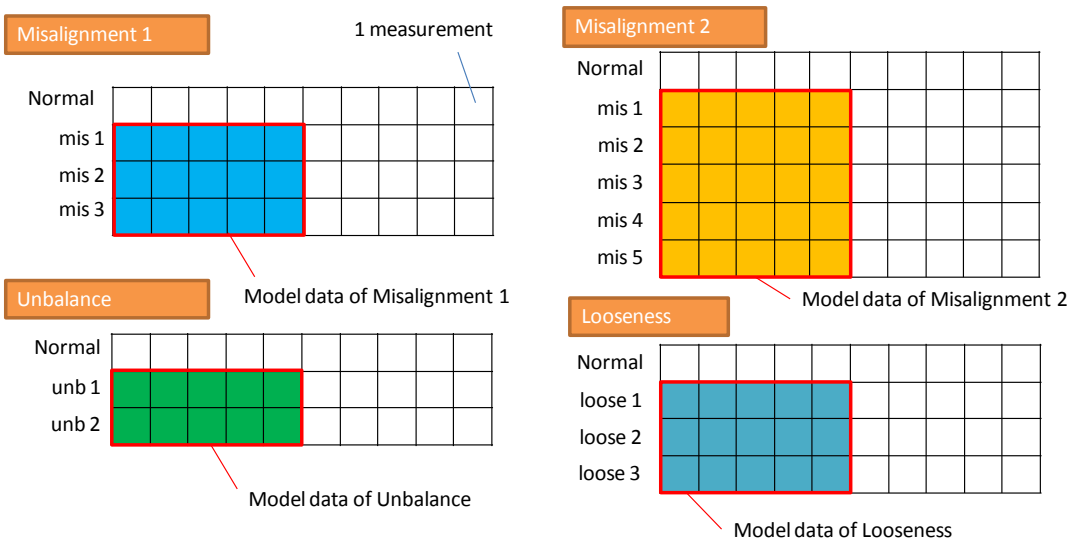 Misalignment 1
1 measurement
Normal
mis 1
mis 2
mis 3
Model data of Misalignment 1
Misalignment 2
Normal
mis 1
mis 2
mis 3
mis 4
mis 5
Model data of Misalignment 2
Unbalance
Normal
unb 1
unb 2
Model data of Unbalance
Looseness
Normal
loose 1
loose 2
loose 3
Model data of Looseness